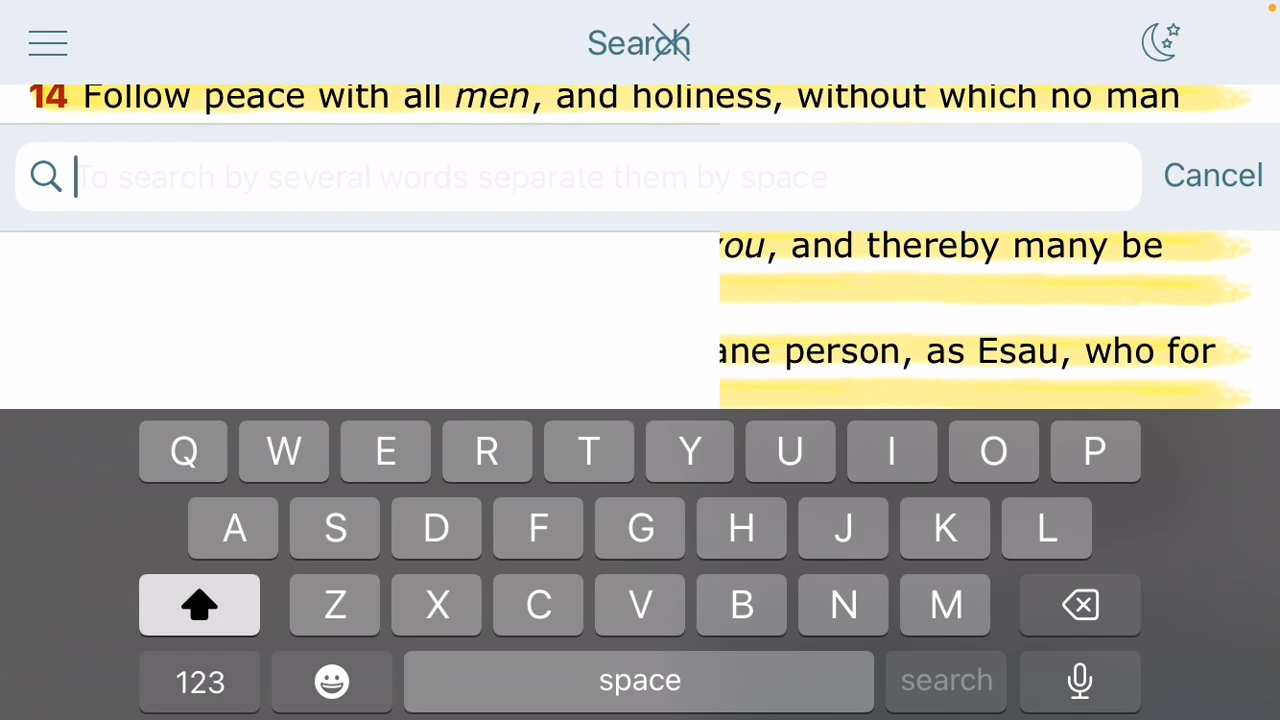 Search
14 Follow peace with all men, and holiness, without which no man
To search by several words separate them by space
Cancel
you, and thereby many be
ane person, as Esau, who for
Q W E R T Y U I O P
A S D F G H J K L
Z X C V B N M
123 space search